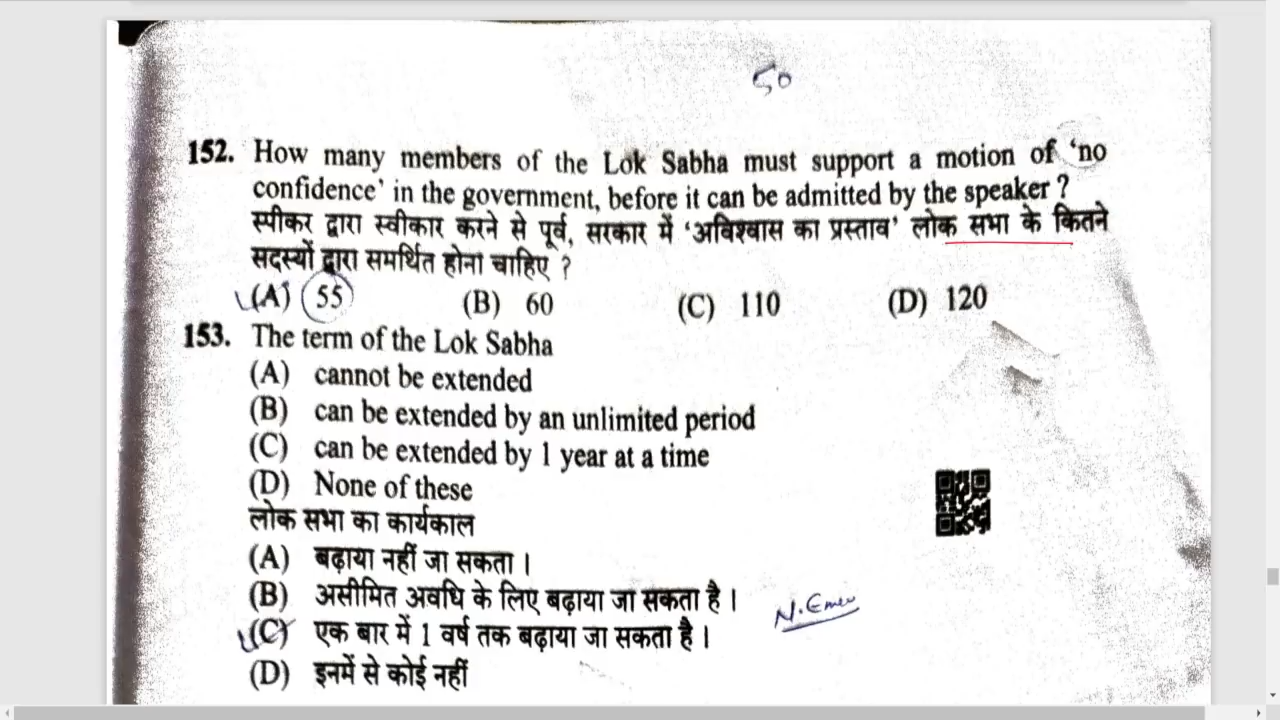 50
152. How many members of the Lok Sabha must support a motion of ‘no
confidence’ in the government, before it can be admitted by the speaker ?
स्पीकर द्वारा स्वीकार करने से पूर्व, सरकार में ‘अविश्वास का प्रस्ताव’ लोक सभा के कितने
सदस्यों द्वारा समर्थित होना चाहिए ?
(A) 55 (B) 60 (C) 110 (D) 120
153. The term of the Lok Sabha
(A) cannot be extended
(B) can be extended by an unlimited period
(C) can be extended by 1 year at a time
(D) None of these
लोक सभा का कार्यकाल
(A) बढ़ाया नहीं जा सकता ।
(B) असीमित अवधि के लिए बढ़ाया जा सकता है ।
(C) एक बार में 1 वर्ष तक बढ़ाया जा सकता है ।
(D) इनमें से कोई नहीं